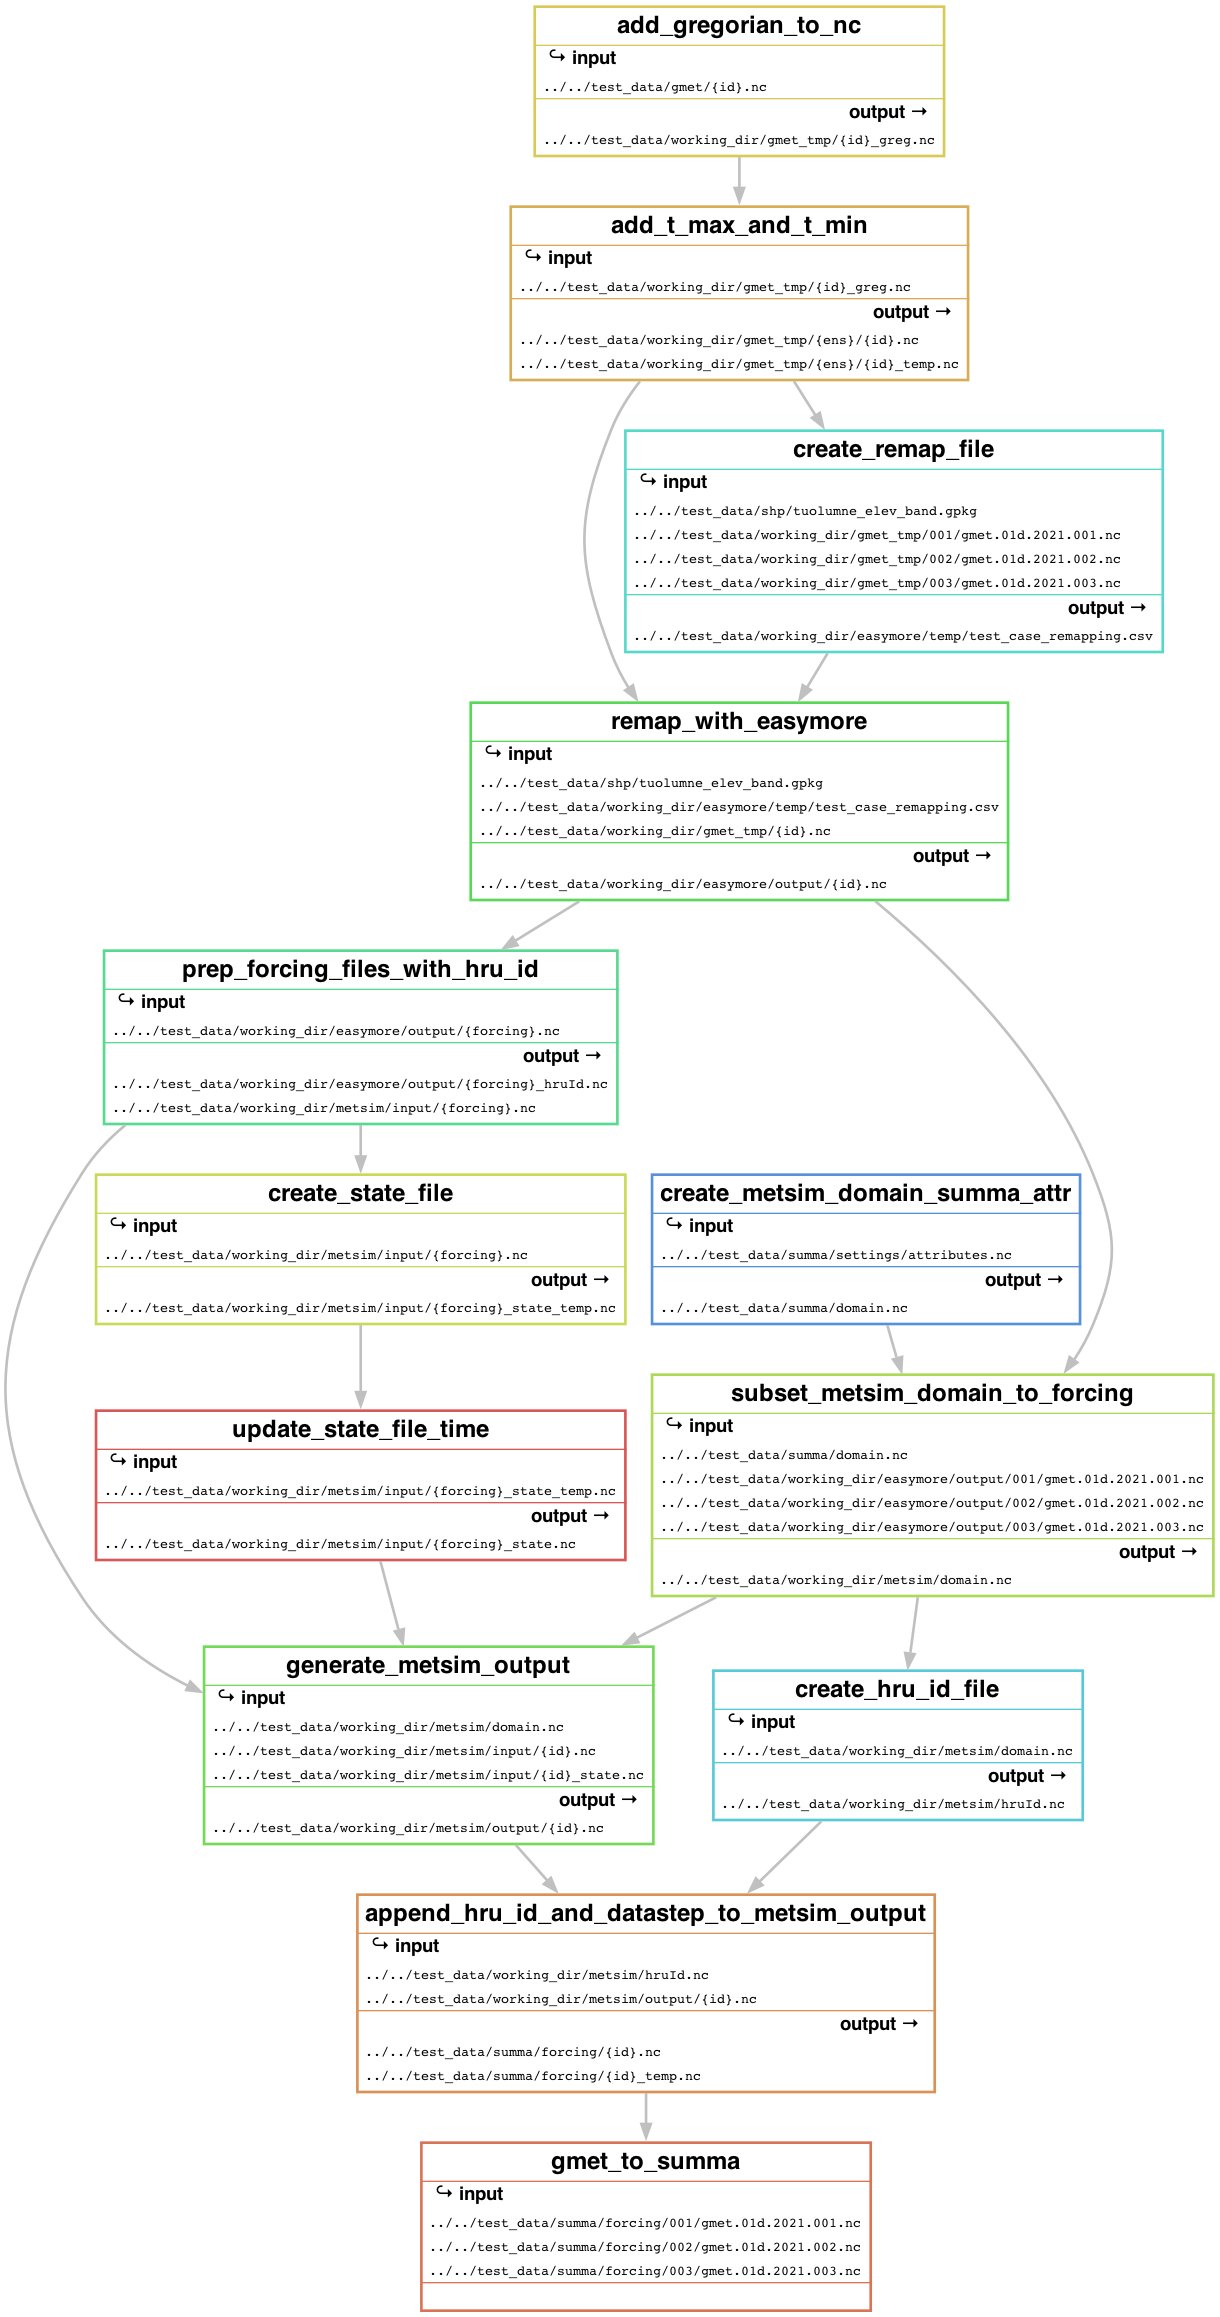 add_gregorian_to_nc
↪ input
../../test_data/gmet/{id}.nc
output →
../../test_data/working_dir/gmet_tmp/{id}_greg.nc
add_t_max_and_t_min
↪ input
../../test_data/working_dir/gmet_tmp/{id}_greg.nc
output →
../../test_data/working_dir/gmet_tmp/{ens}/{id}.nc
../../test_data/working_dir/gmet_tmp/{ens}/{id}_temp.nc
create_remap_file
↪ input
../../test_data/shp/tuolumne_elev_band.gpkg
../../test_data/working_dir/gmet_tmp/001/gmet.01d.2021.001.nc
../../test_data/working_dir/gmet_tmp/002/gmet.01d.2021.002.nc
../../test_data/working_dir/gmet_tmp/003/gmet.01d.2021.003.nc
output →
../../test_data/working_dir/easymore/temp/test_case_remapping.csv
remap_with_easymore
↪ input
../../test_data/shp/tuolumne_elev_band.gpkg
../../test_data/working_dir/easymore/temp/test_case_remapping.csv
../../test_data/working_dir/gmet_tmp/{id}.nc
output →
../../test_data/working_dir/easymore/output/{id}.nc
prep_forcing_files_with_hru_id
↪ input
../../test_data/working_dir/easymore/output/{forcing}.nc
output →
../../test_data/working_dir/easymore/output/{forcing}_hruId.nc
../../test_data/working_dir/metsim/input/{forcing}.nc
create_state_file
↪ input
../../test_data/working_dir/metsim/input/{forcing}.nc
output →
../../test_data/working_dir/metsim/input/{forcing}_state_temp.nc
create_metsim_domain_summa_attr
↪ input
../../test_data/summa/settings/attributes.nc
output →
../../test_data/summa/domain.nc
update_state_file_time
↪ input
../../test_data/working_dir/metsim/input/{forcing}_state_temp.nc
output →
../../test_data/working_dir/metsim/input/{forcing}_state.nc
subset_metsim_domain_to_forcing
↪ input
../../test_data/summa/domain.nc
../../test_data/working_dir/easymore/output/001/gmet.01d.2021.001.nc
../../test_data/working_dir/easymore/output/002/gmet.01d.2021.002.nc
../../test_data/working_dir/easymore/output/003/gmet.01d.2021.003.nc
output →
../../test_data/working_dir/metsim/domain.nc
generate_metsim_output
↪ input
../../test_data/working_dir/metsim/domain.nc
../../test_data/working_dir/metsim/input/{id}.nc
../../test_data/working_dir/metsim/input/{id}_state.nc
output →
../../test_data/working_dir/metsim/output/{id}.nc
create_hru_id_file
↪ input
../../test_data/working_dir/metsim/domain.nc
output →
../../test_data/working_dir/metsim/hruId.nc
append_hru_id_and_datastep_to_metsim_output
↪ input
../../test_data/working_dir/metsim/hruId.nc
../../test_data/working_dir/metsim/output/{id}.nc
output →
../../test_data/summa/forcing/{id}.nc
../../test_data/summa/forcing/{id}_temp.nc
gmet_to_summa
↪ input
../../test_data/summa/forcing/001/gmet.01d.2021.001.nc
../../test_data/summa/forcing/002/gmet.01d.2021.002.nc
../../test_data/summa/forcing/003/gmet.01d.2021.003.nc